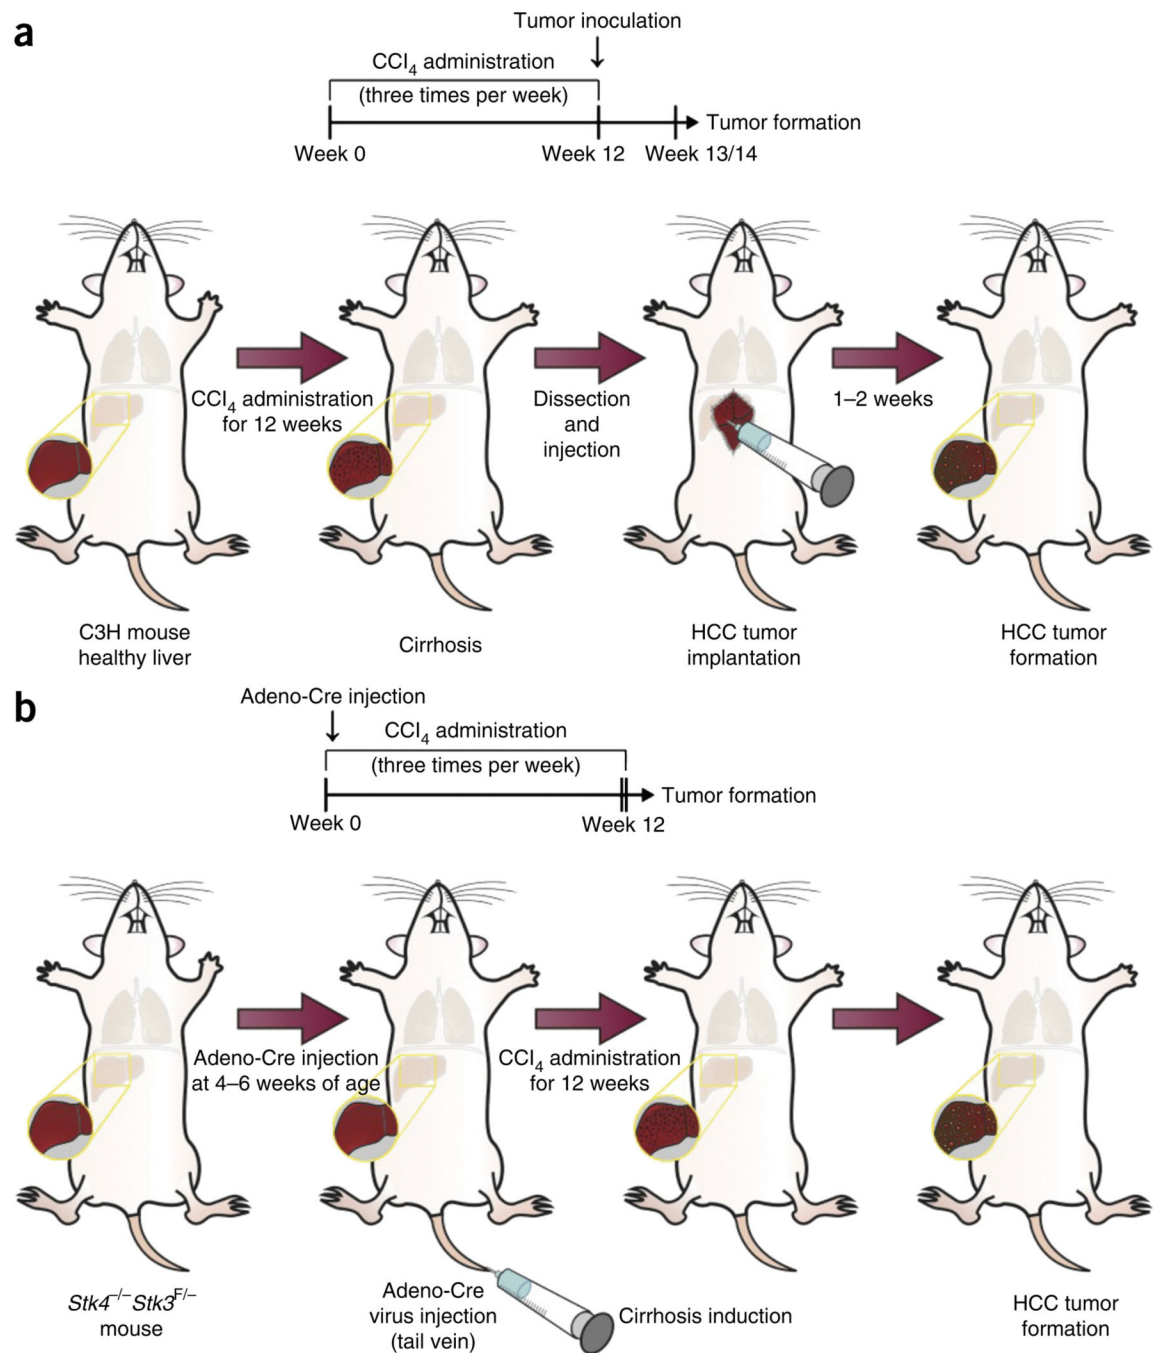 a
Tumor inoculation
CCl₄ administration
(three times per week)
Tumor formation
Week 0
Week 12
Week 13/14
CCl₄ administration
for 12 weeks
Dissection
and
injection
1–2 weeks
C3H mouse
healthy liver
Cirrhosis
HCC tumor
implantation
HCC tumor
formation
b
Adeno-Cre injection
CCl₄ administration
(three times per week)
Tumor formation
Week 0
Week 12
Adeno-Cre injection
at 4–6 weeks of age
CCl₄ administration
for 12 weeks
Stk4⁻/⁻Stk3F/⁻
mouse
Adeno-Cre
virus injection
(tail vein)
Cirrhosis induction
HCC tumor
formation